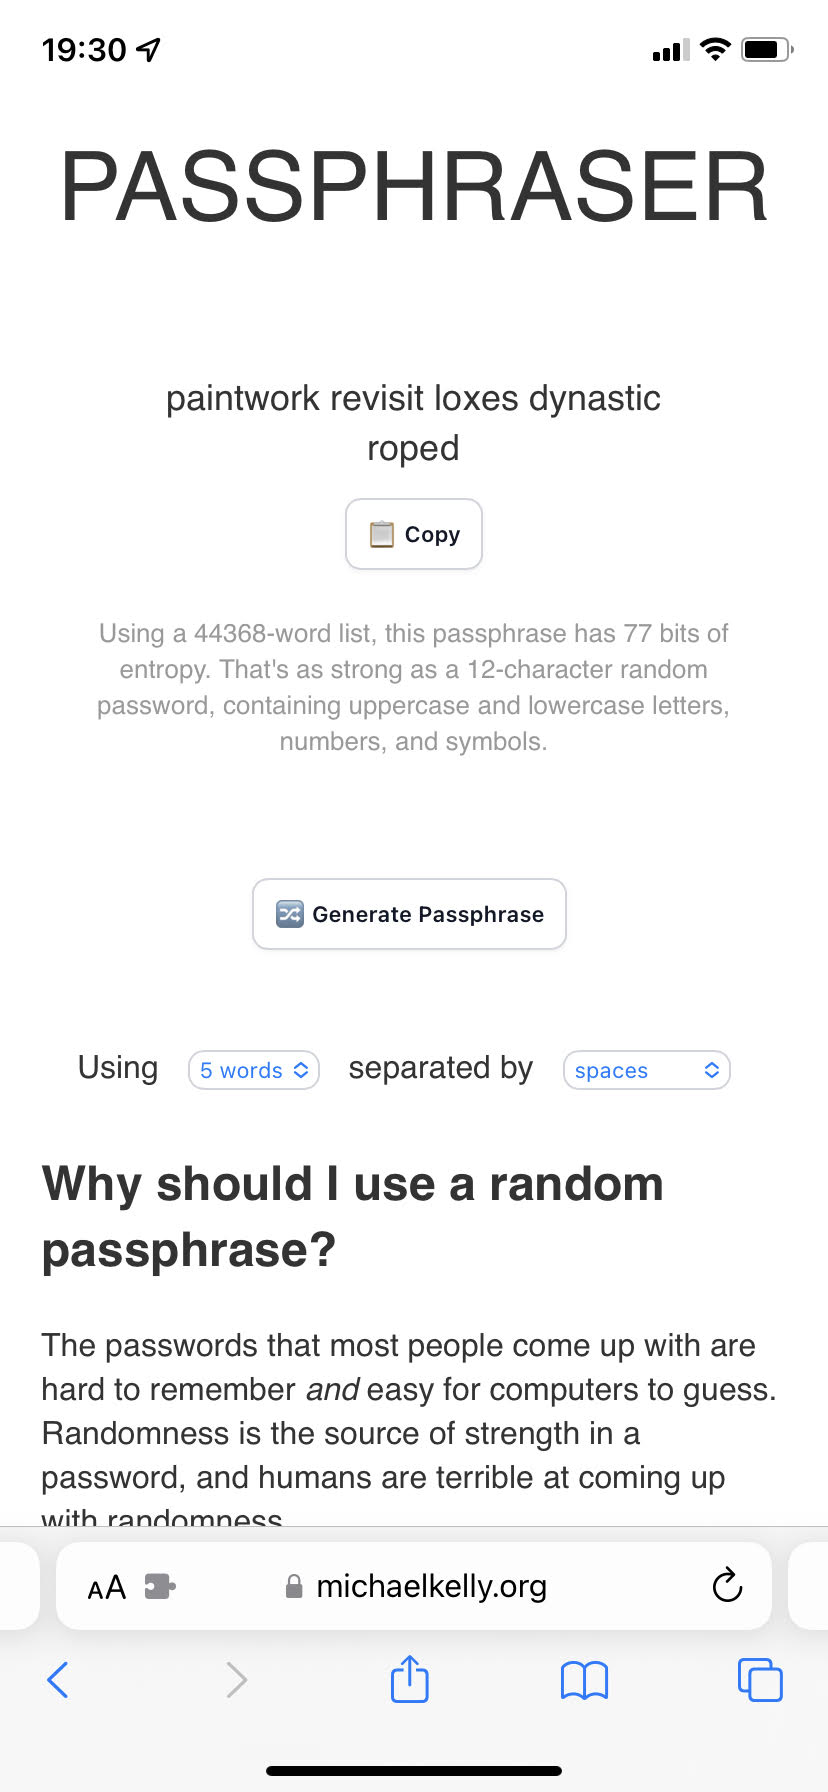 19:30
PASSPHRASER
paintwork revisit loxes dynastic
roped
Copy
Using a 44368-word list, this passphrase has 77 bits of
entropy. That's as strong as a 12-character random
password, containing uppercase and lowercase letters,
numbers, and symbols.
Generate Passphrase
Using 5 words separated by spaces
Why should I use a random
passphrase?
The passwords that most people come up with are
hard to remember and easy for computers to guess.
Randomness is the source of strength in a
password, and humans are terrible at coming up
with randomness.
AA michaelkelly.org